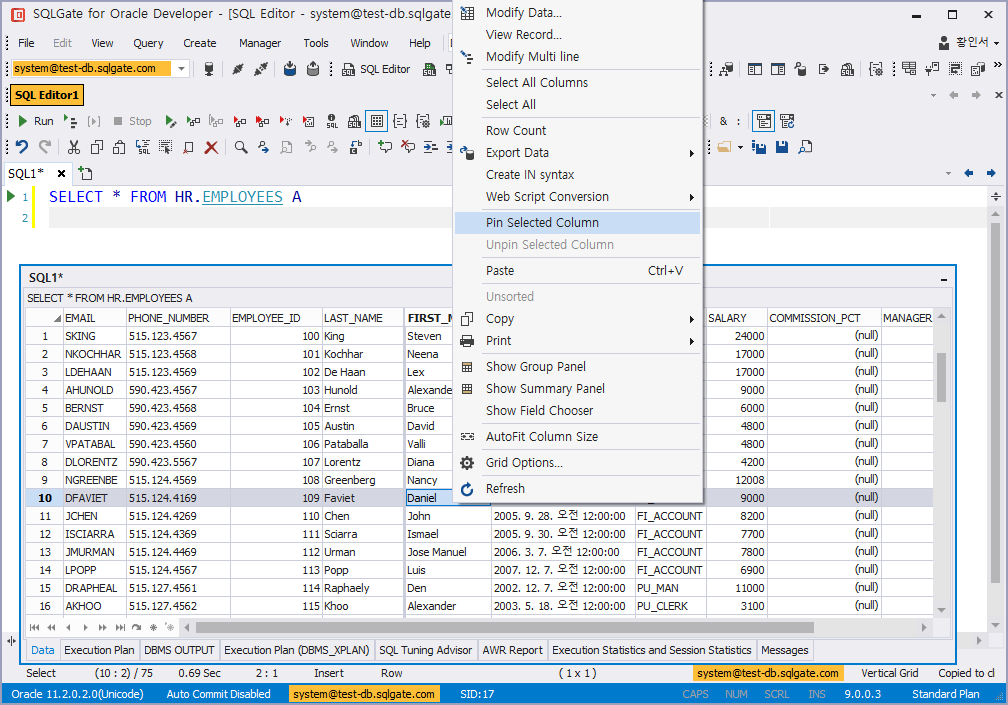 SQLGate for Oracle Developer - [SQL Editor - system@test-db.sqlgate
File Edit View Query Create Manager Tools Window Help
황인서
system@test-db.sqlgate.com
SQL Editor
SQL Editor1
Run Stop
& :
SQL1*
1 SELECT * FROM HR.EMPLOYEES A
2
Modify Data...
View Record...
Modify Multi line
Select All Columns
Select All
Row Count
Export Data
Create IN syntax
Web Script Conversion
Pin Selected Column
Unpin Selected Column
Paste Ctrl+V
Unsorted
Copy
Print
Show Group Panel
Show Summary Panel
Show Field Chooser
AutoFit Column Size
Grid Options...
Refresh
SQL1*
SELECT * FROM HR.EMPLOYEES A
EMAIL PHONE_NUMBER EMPLOYEE_ID LAST_NAME FIRST_N SALARY COMMISSION_PCT MANAGER
1 SKING 515.123.4567 100 King Steven 24000 (null)
2 NKOCHHAR 515.123.4568 101 Kochhar Neena 17000 (null)
3 LDEHAAN 515.123.4569 102 De Haan Lex 17000 (null)
4 AHUNOLD 590.423.4567 103 Hunold Alexande 9000 (null)
5 BERNST 590.423.4568 104 Ernst Bruce 6000 (null)
6 DAUSTIN 590.423.4569 105 Austin David 4800 (null)
7 VPATABAL 590.423.4560 106 Pataballa Valli 4800 (null)
8 DLORENTZ 590.423.5567 107 Lorentz Diana 4200 (null)
9 NGREENBE 515.124.4569 108 Greenberg Nancy 12008 (null)
10 DFAVIET 515.124.4169 109 Faviet Daniel 9000 (null)
11 JCHEN 515.124.4269 110 Chen John 2005. 9. 28. 오전 12:00:00 FI_ACCOUNT 8200 (null)
12 ISCIARRA 515.124.4369 111 Sciarra Ismael 2005. 9. 30. 오전 12:00:00 FI_ACCOUNT 7700 (null)
13 JMURMAN 515.124.4469 112 Urman Jose Manuel 2006. 3. 7. 오전 12:00:00 FI_ACCOUNT 7800 (null)
14 LPOPP 515.124.4567 113 Popp Luis 2007. 12. 7. 오전 12:00:00 FI_ACCOUNT 6900 (null)
15 DRAPHEAL 515.127.4561 114 Raphaely Den 2002. 12. 7. 오전 12:00:00 PU_MAN 11000 (null)
16 AKHOO 515.127.4562 115 Khoo Alexander 2003. 5. 18. 오전 12:00:00 PU_CLERK 3100 (null)
Data Execution Plan DBMS OUTPUT Execution Plan (DBMS_XPLAN) SQL Tuning Advisor AWR Report Execution Statistics and Session Statistics Messages
Select (10 : 2) / 75 0.69 Sec 2 : 1 Insert Row ( 1 x 1 ) system@test-db.sqlgate.com Vertical Grid Copied to cl
Oracle 11.2.0.2.0(Unicode) Auto Commit Disabled system@test-db.sqlgate.com SID:17 CAPS NUM SCRL INS 9.0.0.3 Standard Plan